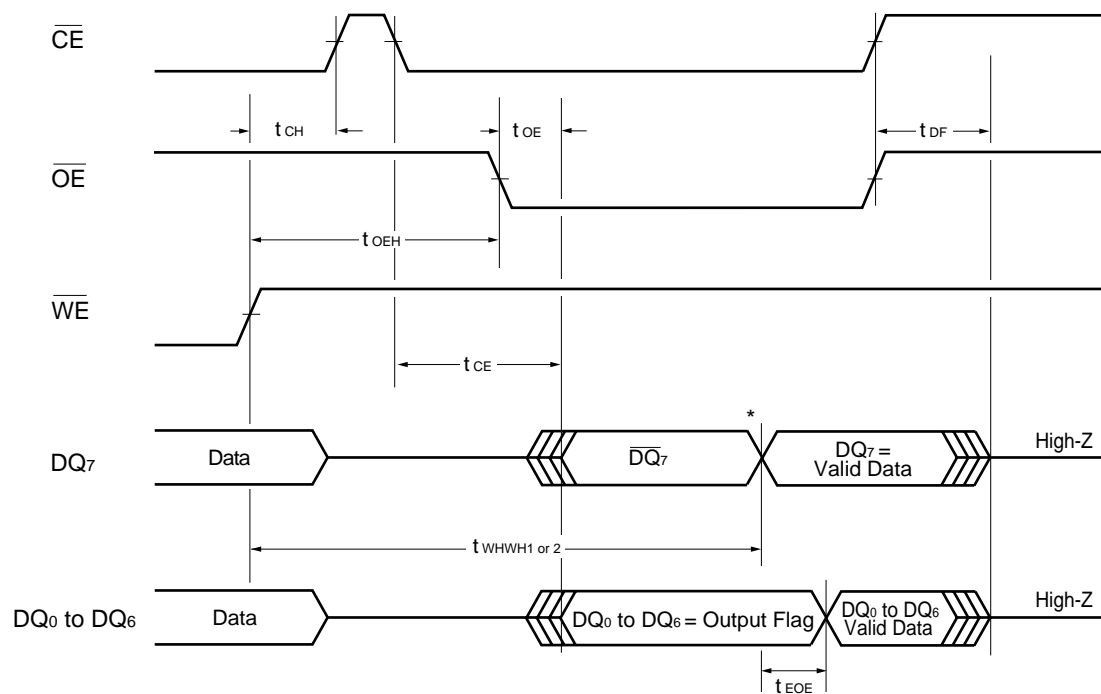 CE
t CH
t OE
t DF
OE
t OEH
WE
t CE
*
DQ7
Data
DQ7
DQ7 =
Valid Data
High-Z
t WHWH1 or 2
DQ0 to DQ6
Data
DQ0 to DQ6 = Output Flag
DQ0 to DQ6
Valid Data
High-Z
t EOE